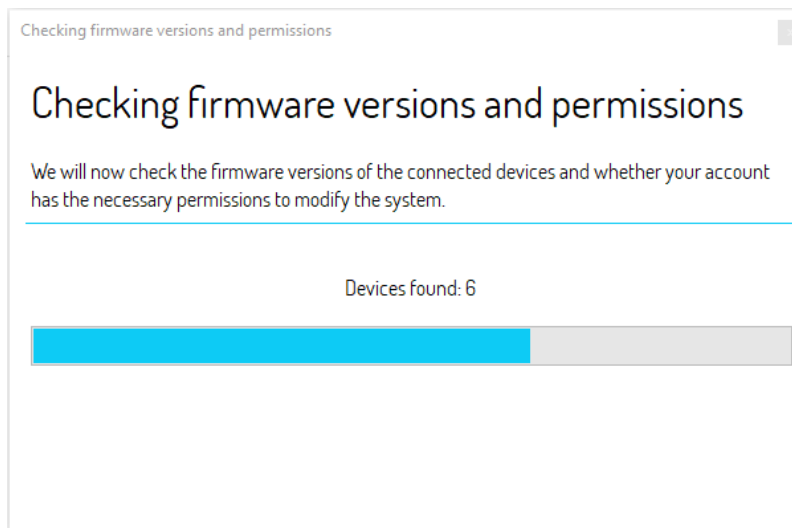 Checking firmware versions and permissions
Checking firmware versions and permissions
We will now check the firmware versions of the connected devices and whether your account
has the necessary permissions to modify the system.
Devices found: 6